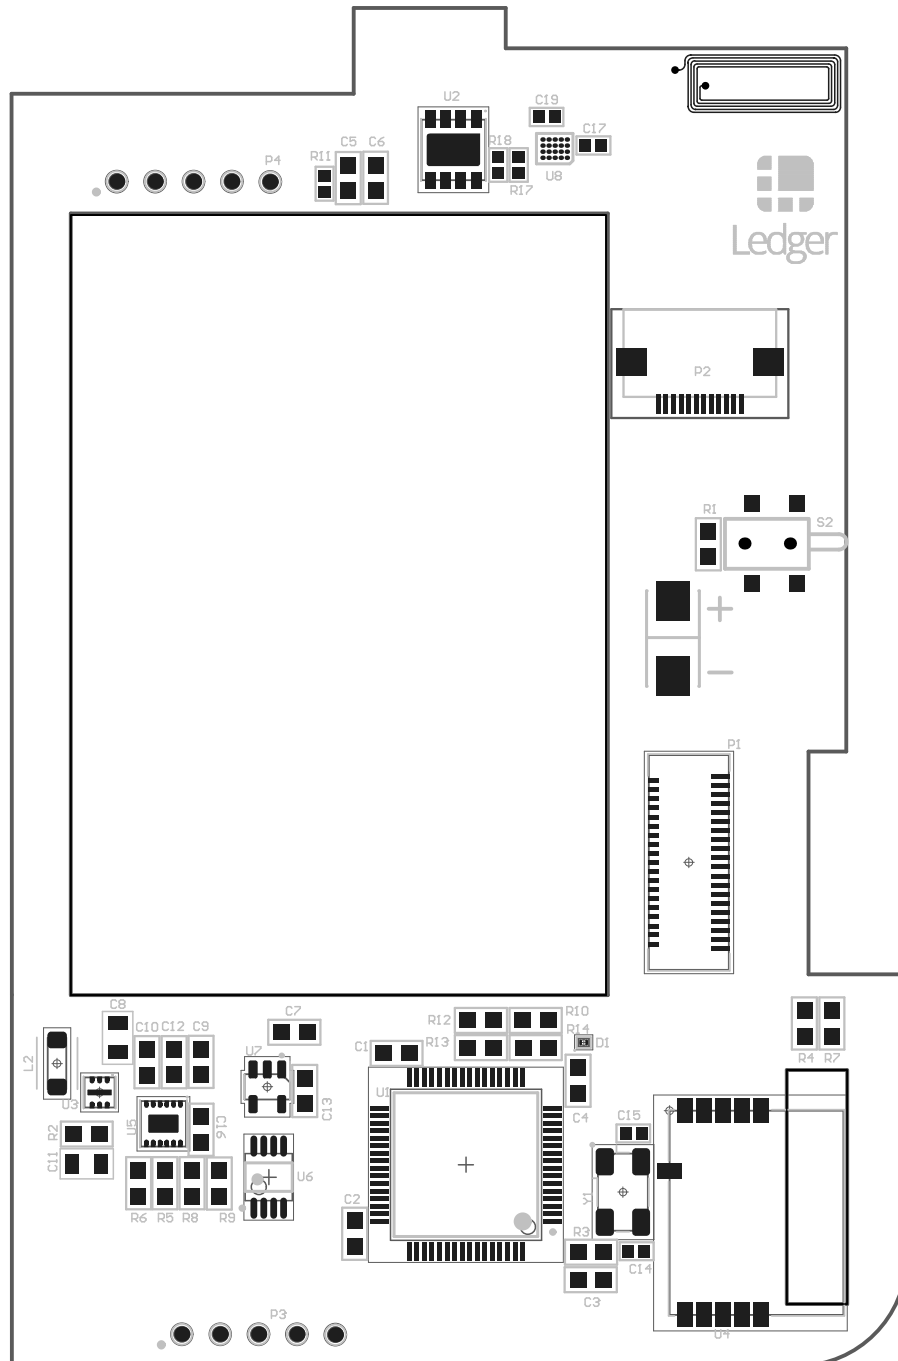 U2
C19
C17
R18
C5 C6
R11
P4
U8
R17
Ledger
P2
R1
S2
+
−
P1
C8
R12
R10
C7
C10 C12 C9
R14
R13
D1
C1
U7
L2
R4 R7
U1
U3
C13
C4
C15
R2
U5
C16
C11
U6
Y1
C2
R6 R5 R8 R9
R3
C14
C3
P3
U4